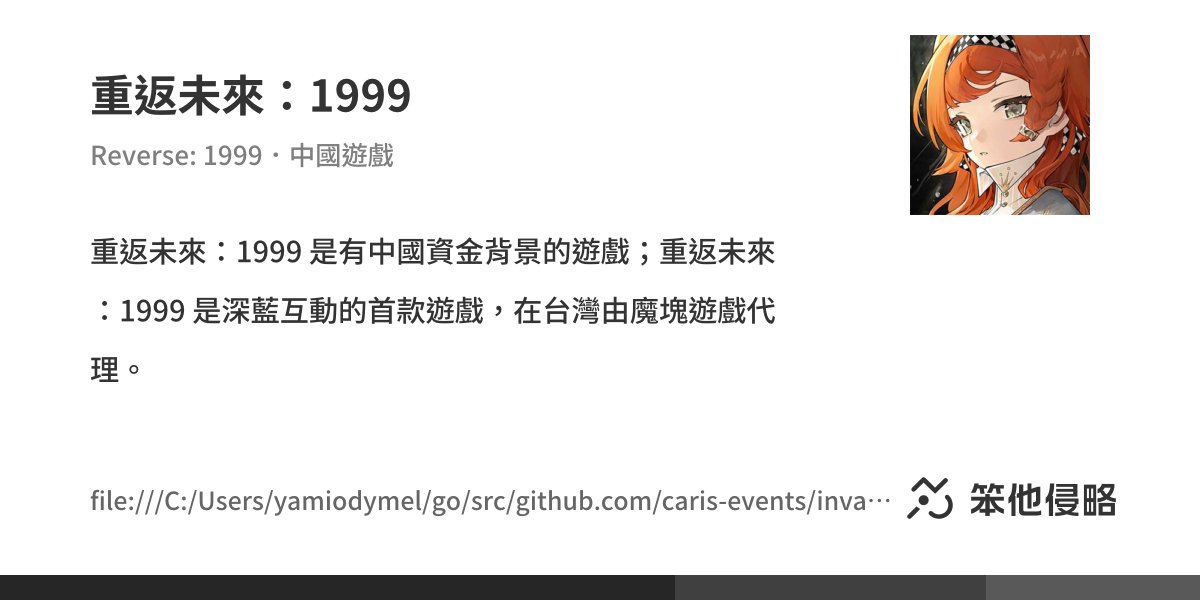 重返未來：1999
Reverse: 1999・中國遊戲
重返未來：1999 是有中國資金背景的遊戲；重返未來
：1999 是深藍互動的首款遊戲，在台灣由魔塊遊戲代
理。
file:///C:/Users/yamiodymel/go/src/github.com/caris-events/inva…
笨他侵略